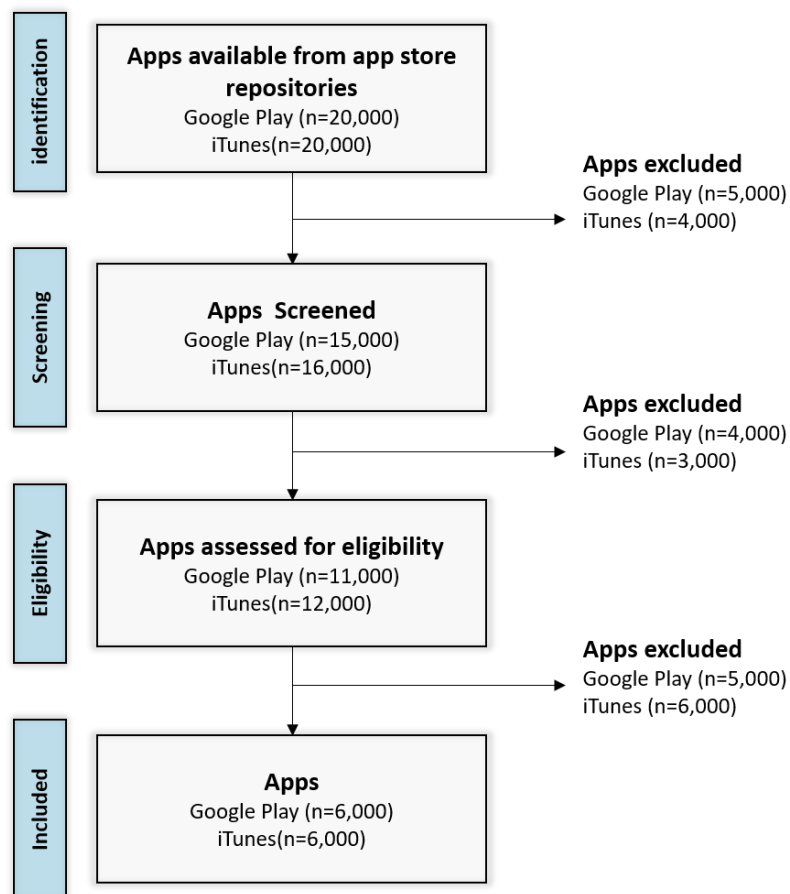 identification
Apps available from app store
repositories
Google Play (n=20,000)
iTunes(n=20,000)
Apps excluded
Google Play (n=5,000)
iTunes (n=4,000)
Screening
Apps  Screened
Google Play (n=15,000)
iTunes(n=16,000)
Apps excluded
Google Play (n=4,000)
iTunes (n=3,000)
Eligibility
Apps assessed for eligibility
Google Play (n=11,000)
iTunes(n=12,000)
Apps excluded
Google Play (n=5,000)
iTunes (n=6,000)
Included
Apps
Google Play (n=6,000)
iTunes(n=6,000)